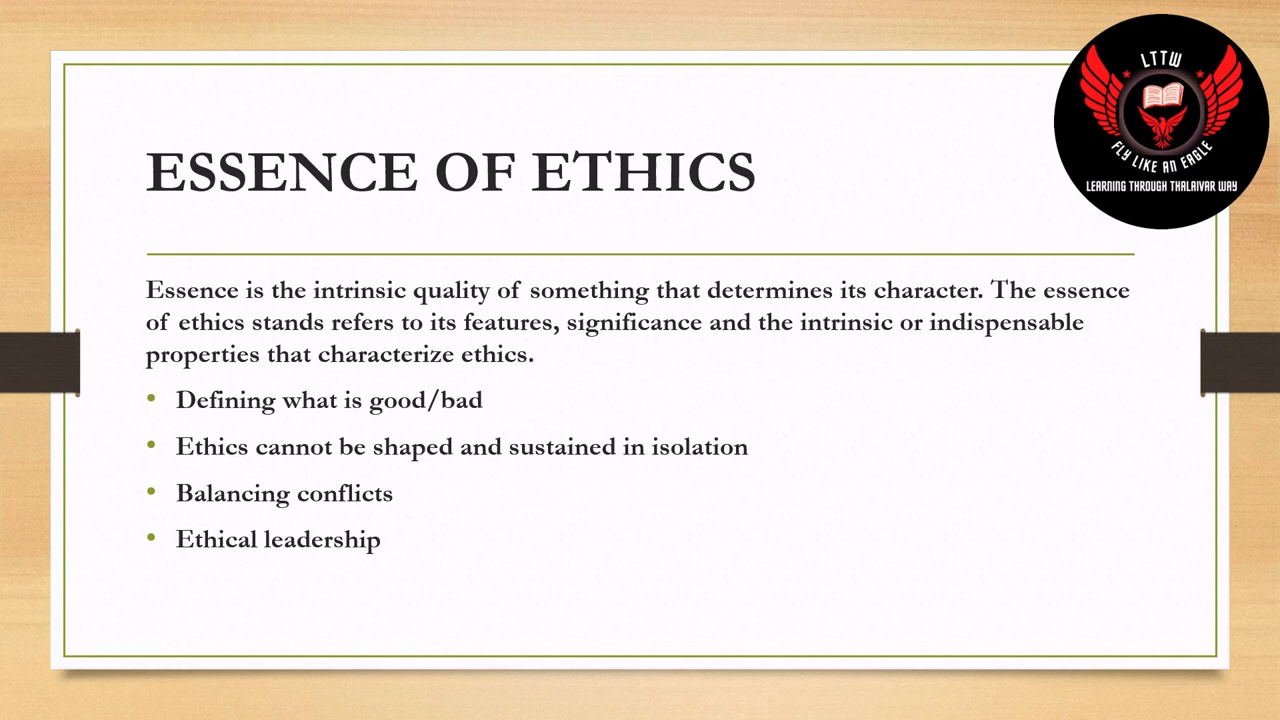 LTTW
FLY LIKE AN EAGLE
LEARNING THROUGH THALAIVAR WAY
ESSENCE OF ETHICS
Essence is the intrinsic quality of something that determines its character. The essence
of ethics stands refers to its features, significance and the intrinsic or indispensable
properties that characterize ethics.
• Defining what is good/bad
• Ethics cannot be shaped and sustained in isolation
• Balancing conflicts
• Ethical leadership